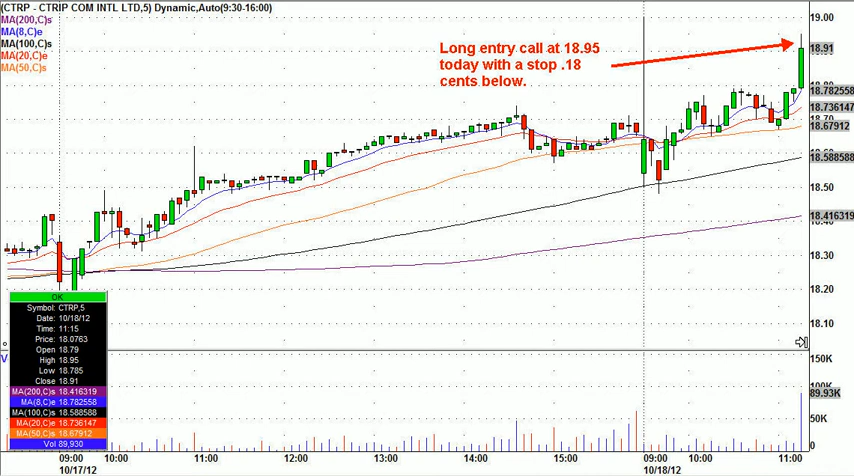 (CTRP - CTRIP COM INTL LTD,5) Dynamic,Auto(9:30-16:00)
MA(200,C)s
MA(8,C)e
MA(100,C)s
MA(20,C)e
MA(50,C)s
Long entry call at 18.95
today with a stop .18
cents below.
19.00
18.91
18.782558
18.736147
18.67912
18.588588
18.50
18.416319
18.30
18.20
18.10
OK
Symbol: CTRP,5
Date: 10/18/12
Time: 11:15
Price: 18.0763
Open 18.79
High 18.95
Low 18.785
Close 18.91
MA(200,C)s 18.416319
MA(8,C)e 18.782558
MA(100,C)s 18.588588
MA(20,C)e 18.736147
MA(50,C)s 18.67912
Vol 89,930
150K
89.93K
50K
0
09:00 10:00 11:00 12:00 13:00 14:00 15:00 09:00 10:00 11:00
10/17/12 10/18/12